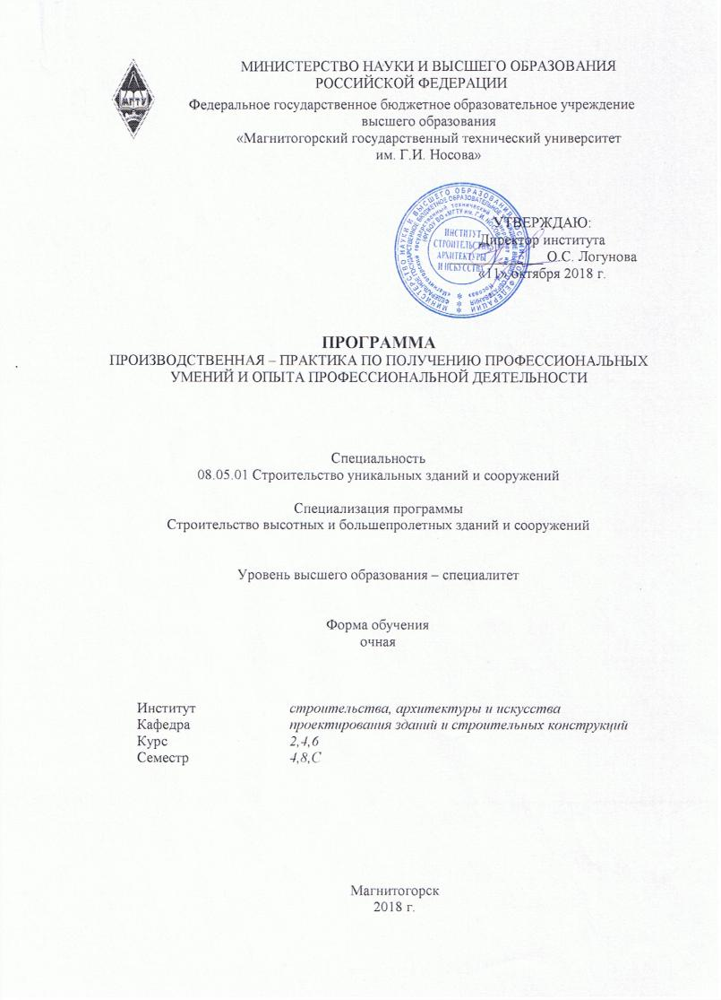 МИНИСТЕРСТВО НАУКИ И ВЫСШЕГО ОБРАЗОВАНИЯ
РОССИЙСКОЙ ФЕДЕРАЦИИ
МГТУ
Федеральное государственное бюджетное образовательное учреждение
высшего образования
«Магнитогорский государственный технический университет
им. Г.И. Носова»
УТВЕРЖДАЮ:
Директор института
О.С. Логунова
«11» октября 2018 г.
ИНСТИТУТ
СТРОИТЕЛЬСТВА,
АРХИТЕКТУРЫ
И ИСКУССТВА
ПРОГРАММА
ПРОИЗВОДСТВЕННАЯ – ПРАКТИКА ПО ПОЛУЧЕНИЮ ПРОФЕССИОНАЛЬНЫХ
УМЕНИЙ И ОПЫТА ПРОФЕССИОНАЛЬНОЙ ДЕЯТЕЛЬНОСТИ
Специальность
08.05.01 Строительство уникальных зданий и сооружений
Специализация программы
Строительство высотных и большепролетных зданий и сооружений
Уровень высшего образования – специалитет
Форма обучения
очная
Институт строительства, архитектуры и искусства
Кафедра проектирования зданий и строительных конструкций
Курс 2,4,6
Семестр 4,8,С
Магнитогорск
2018 г.